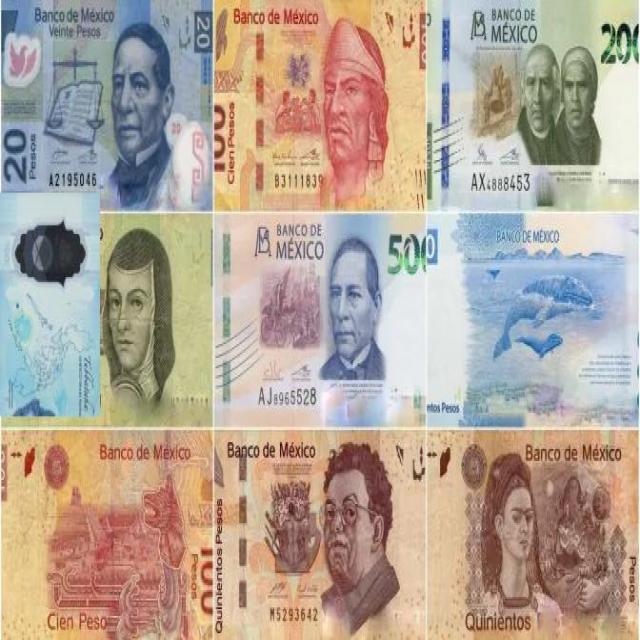 Banco de México
Veinte Pesos
20
20
Pesos
A2195046
Banco de México
100
Cien Pesos
B3111839
BANCO DE
MÉXICO
200
AX4888453
BANCO DE
MÉXICO
500
AJ8965528
BANCO DE MÉXICO
ntos Pesos
Banco de México
100
Pesos
Cien Peso
Banco de México
Quinientos Pesos
M5293642
Banco de México
Quinientos
Pesos